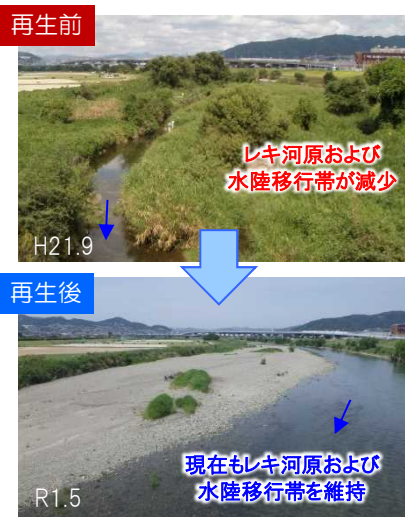 再生前
レキ河原および
水陸移行帯が減少
H21.9
再生後
現在もレキ河原および
水陸移行帯を維持
R1.5